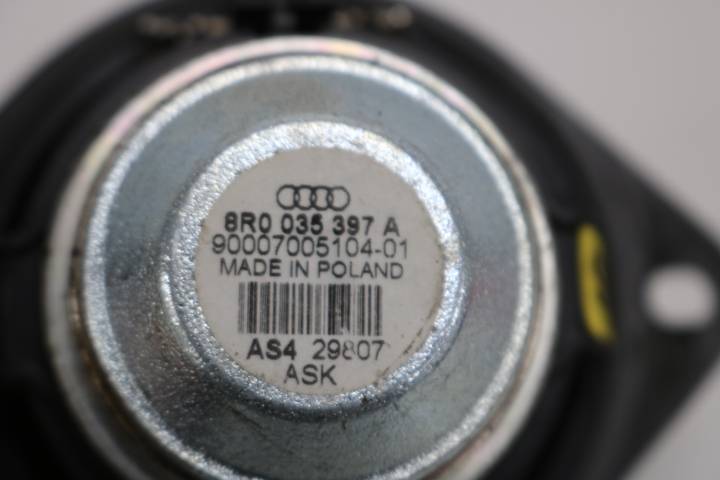 8R0 035 397 A
90007005104-01
MADE IN POLAND
AS4 29807
ASK